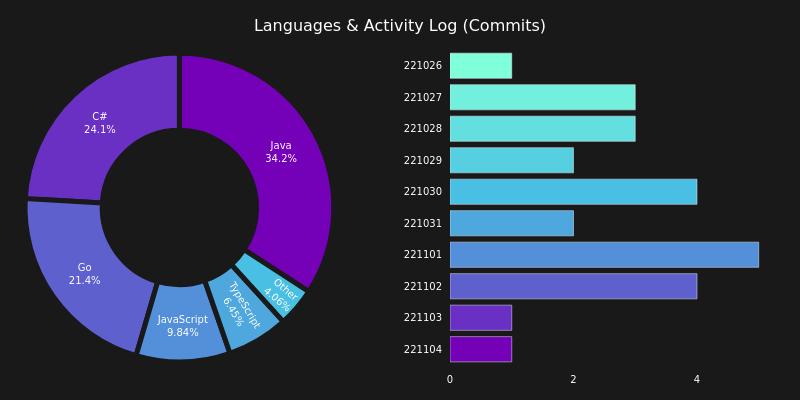 Languages & Activity Log (Commits)
Java
34.2%
C#
24.1%
Go
21.4%
JavaScript
9.84%
TypeScript
6.45%
Other
4.06%
221026
221027
221028
221029
221030
221031
221101
221102
221103
221104
0
2
4